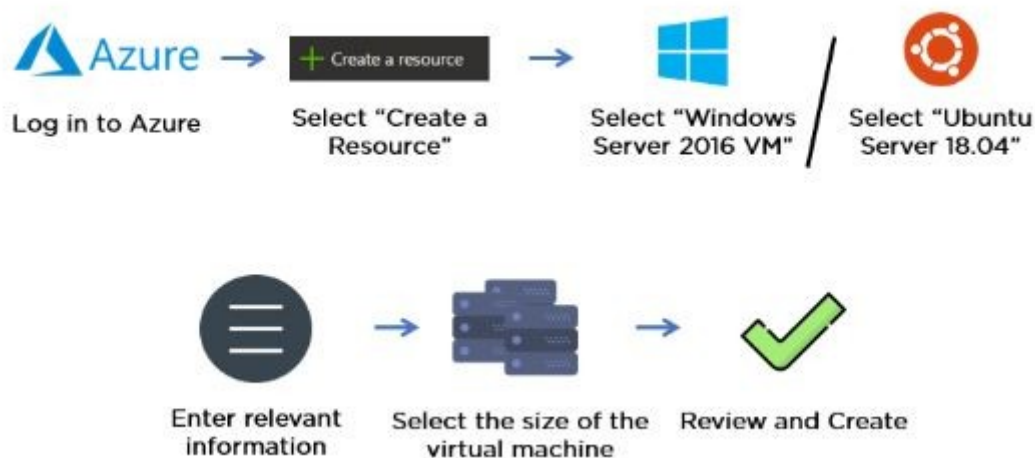 Azure
Create a resource
Log in to Azure
Select “Create a
Resource”
Select “Windows
Server 2016 VM"
Select “Ubuntu
Server 18.04”
Enter relevant
information
Select the size of the
virtual machine
Review and Create